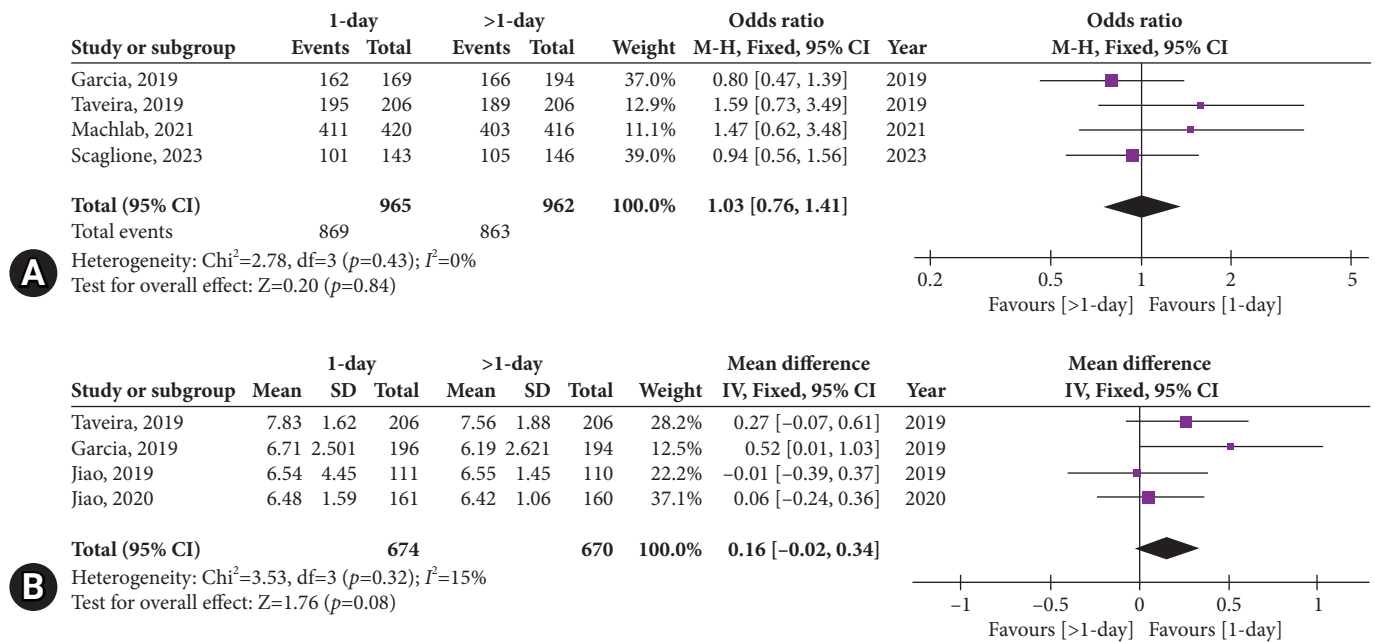 1-day >1-day Odds ratio Odds ratio
Study or subgroup Events Total Events Total Weight M-H, Fixed, 95% CI Year M-H, Fixed, 95% CI
Garcia, 2019 162 169 166 194 37.0% 0.80 [0.47, 1.39] 2019
Taveira, 2019 195 206 189 206 12.9% 1.59 [0.73, 3.49] 2019
Machlab, 2021 411 420 403 416 11.1% 1.47 [0.62, 3.48] 2021
Scaglione, 2023 101 143 105 146 39.0% 0.94 [0.56, 1.56] 2023
Total (95% CI) 965 962 100.0% 1.03 [0.76, 1.41]
Total events 869 863
A Heterogeneity: Chi²=2.78, df=3 (p=0.43); I²=0%
Test for overall effect: Z=0.20 (p=0.84)
0.2 0.5 1 2 5
Favours [>1-day] Favours [1-day]
1-day >1-day Mean difference Mean difference
Study or subgroup Mean SD Total Mean SD Total Weight IV, Fixed, 95% CI Year IV, Fixed, 95% CI
Taveira, 2019 7.83 1.62 206 7.56 1.88 206 28.2% 0.27 [–0.07, 0.61] 2019
Garcia, 2019 6.71 2.501 196 6.19 2.621 194 12.5% 0.52 [0.01, 1.03] 2019
Jiao, 2019 6.54 4.45 111 6.55 1.45 110 22.2% –0.01 [–0.39, 0.37] 2019
Jiao, 2020 6.48 1.59 161 6.42 1.06 160 37.1% 0.06 [–0.24, 0.36] 2020
Total (95% CI) 674 670 100.0% 0.16 [–0.02, 0.34]
B Heterogeneity: Chi²=3.53, df=3 (p=0.32); I²=15%
Test for overall effect: Z=1.76 (p=0.08)
–1 –0.5 0 0.5 1
Favours [>1-day] Favours [1-day]